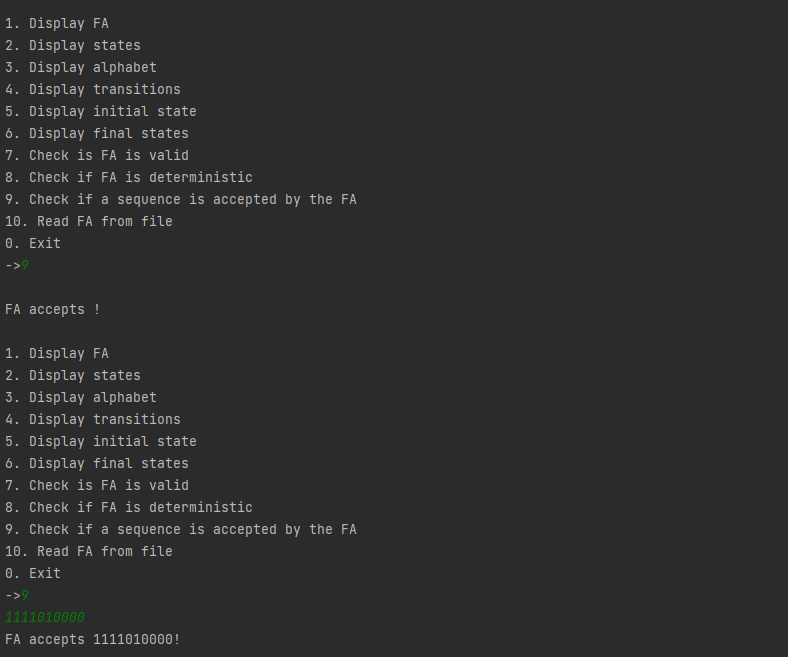 1. Display FA
2. Display states
3. Display alphabet
4. Display transitions
5. Display initial state
6. Display final states
7. Check is FA is valid
8. Check if FA is deterministic
9. Check if a sequence is accepted by the FA
10. Read FA from file
0. Exit
->9
FA accepts !
1. Display FA
2. Display states
3. Display alphabet
4. Display transitions
5. Display initial state
6. Display final states
7. Check is FA is valid
8. Check if FA is deterministic
9. Check if a sequence is accepted by the FA
10. Read FA from file
0. Exit
->9
1111010000
FA accepts 1111010000!